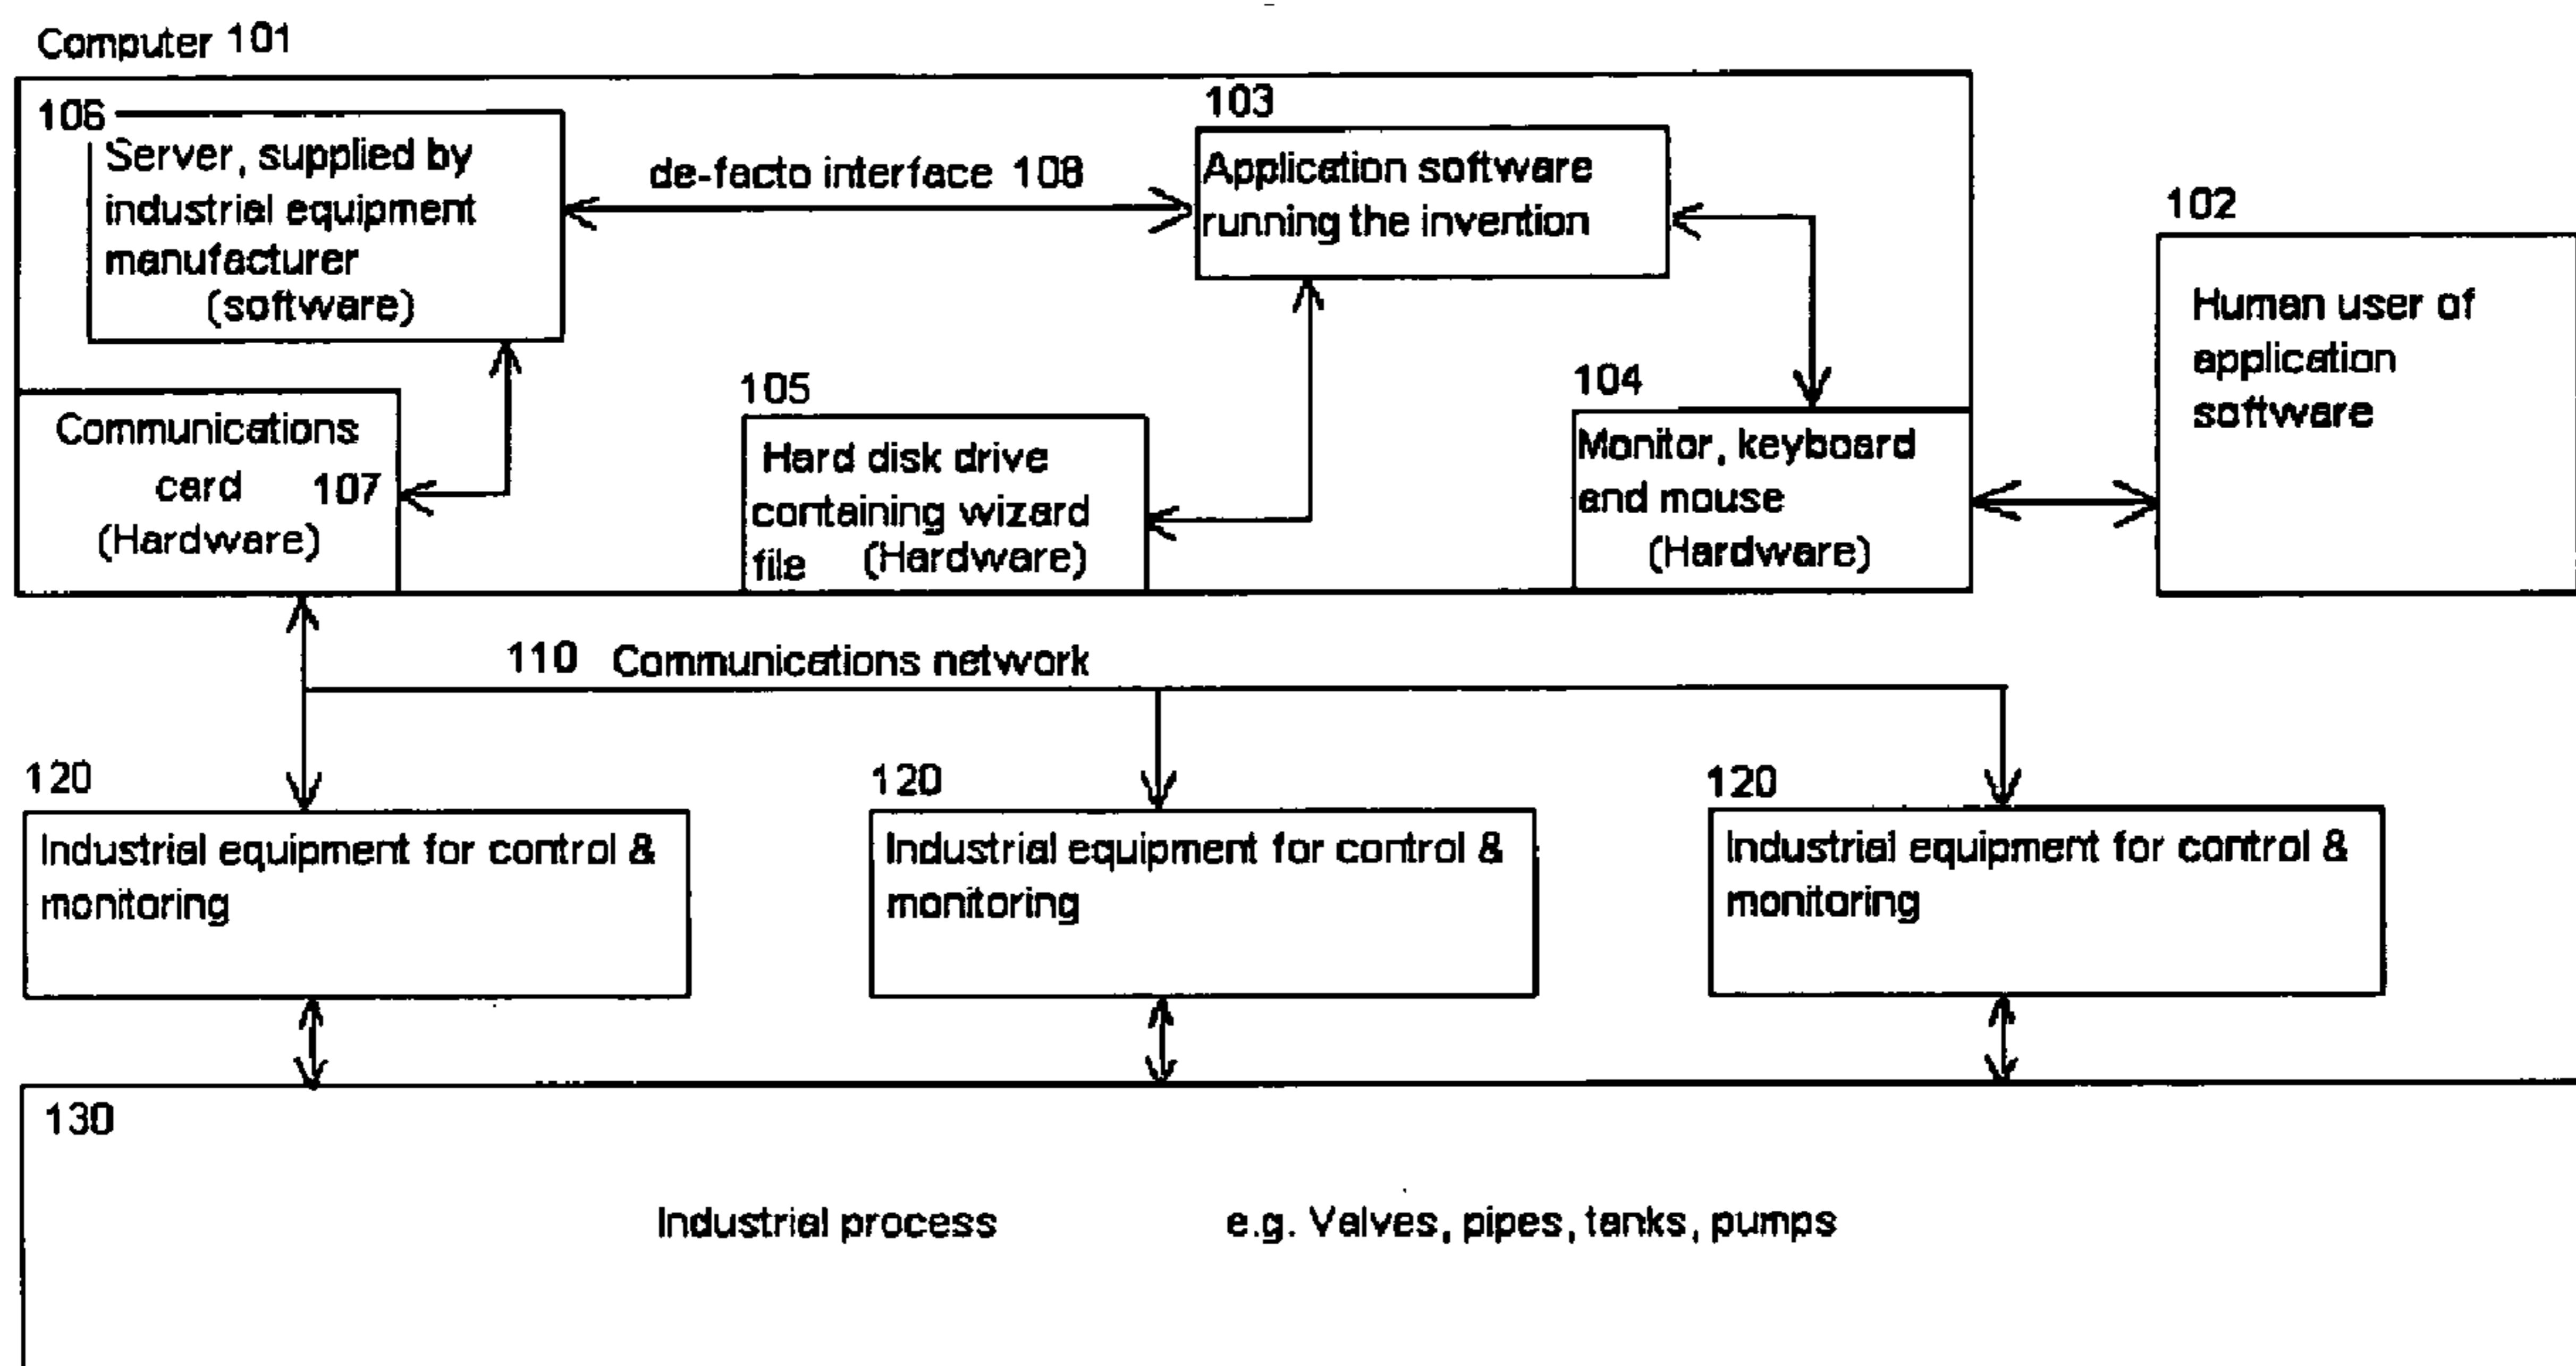 Computer 101
106
Server, supplied by
industrial equipment
manufacturer
(software)
de-facto interface 108
103
Application software
running the invention
102
Human user of
application
software
Communications
card 107
(Hardware)
105
Hard disk drive
containing wizard
file (Hardware)
104
Monitor, keyboard
and mouse
(Hardware)
110 Communications network
120
Industrial equipment for control &
monitoring
120
Industrial equipment for control &
monitoring
120
Industrial equipment for control &
monitoring
130
Industrial process e.g. Valves, pipes, tanks, pumps